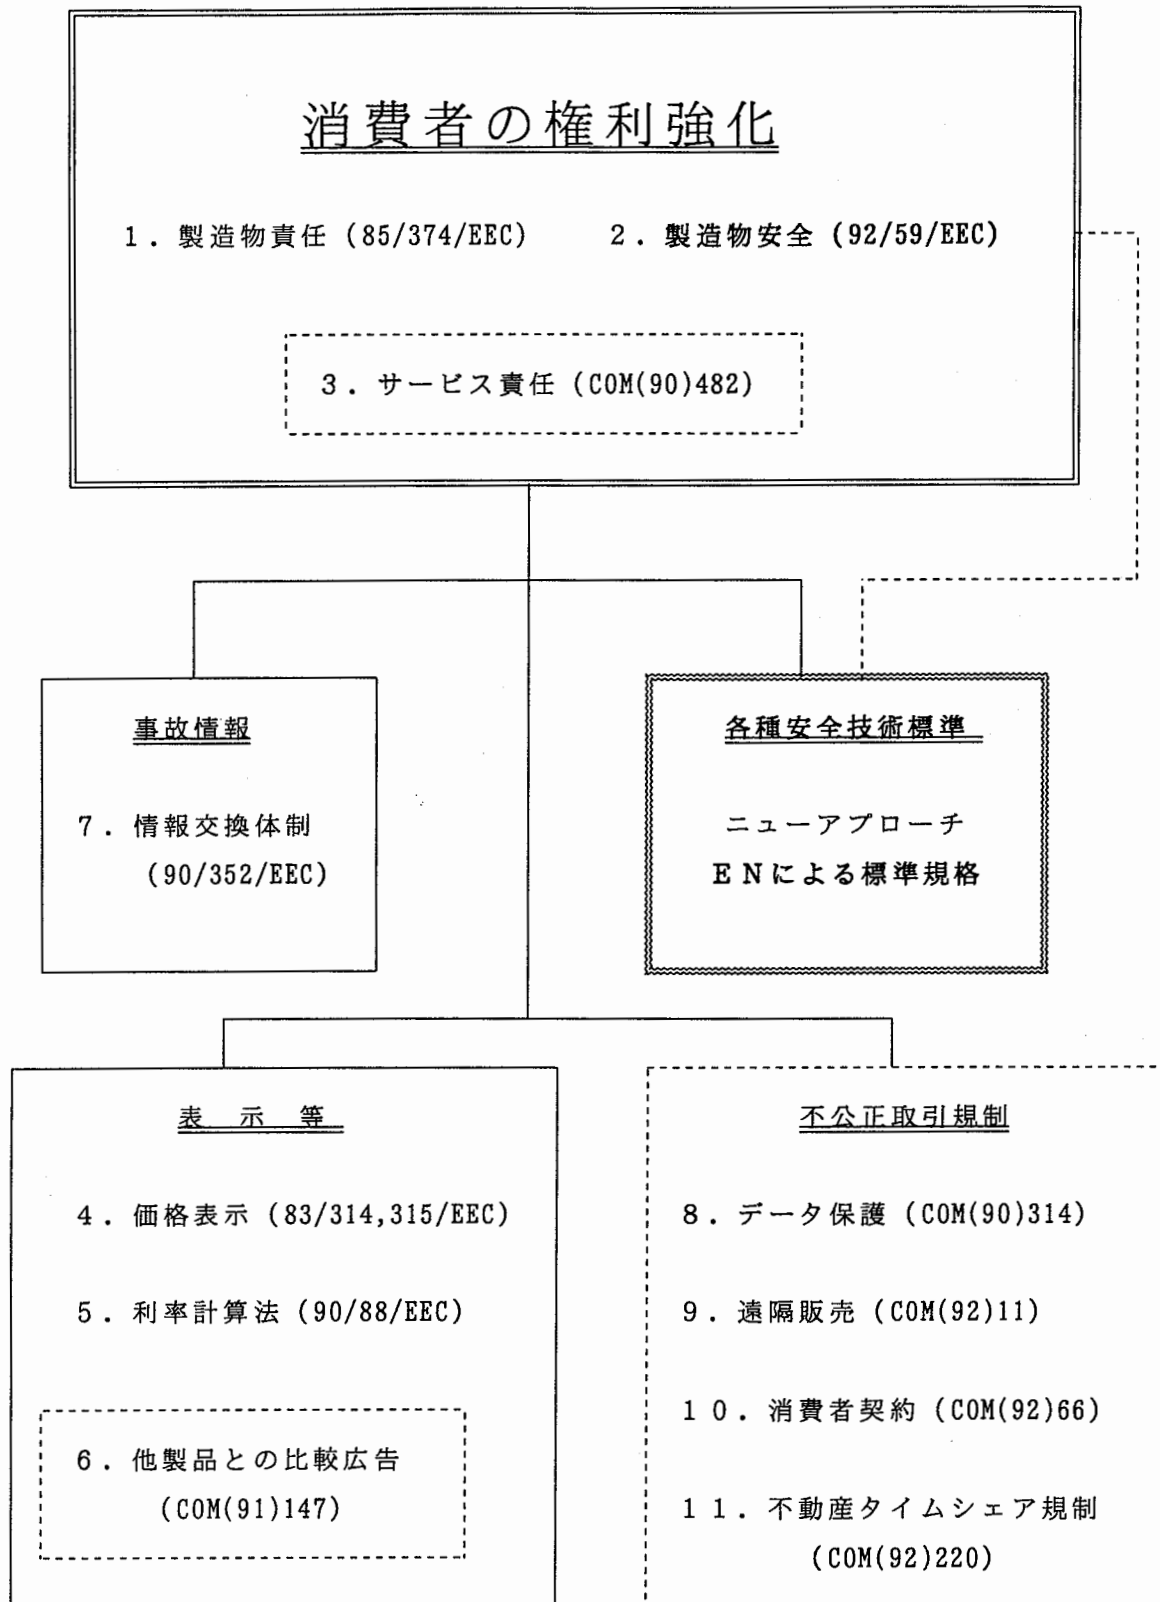 消費者の権利強化
１．製造物責任 (85/374/EEC)　２．製造物安全 (92/59/EEC)
３．サービス責任 (COM(90)482)
事故情報
７．情報交換体制
(90/352/EEC)
各種安全技術標準
ニューアプローチ
ＥＮによる標準規格
表　示　等
４．価格表示 (83/314,315/EEC)
５．利率計算法 (90/88/EEC)
６．他製品との比較広告
(COM(91)147)
不公正取引規制
８．データ保護 (COM(90)314)
９．遠隔販売 (COM(92)11)
１０．消費者契約 (COM(92)66)
１１．不動産タイムシェア規制
(COM(92)220)